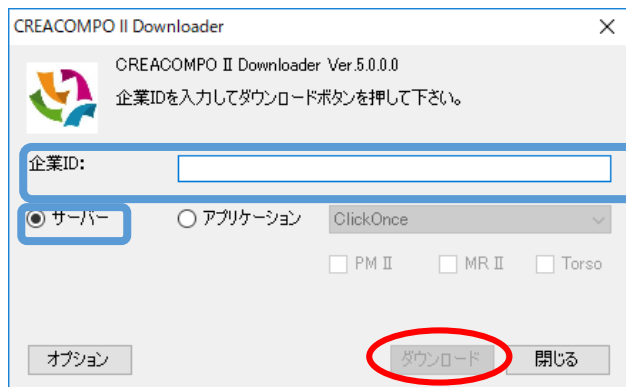 CREACOMPO II Downloader
CREACOMPO II Downloader Ver.5.0.0.0
企業IDを入力してダウンロードボタンを押して下さい。
企業ID:
サーバー アプリケーション ClickOnce
PM II MR II Torso
オプション ダウンロード 閉じる